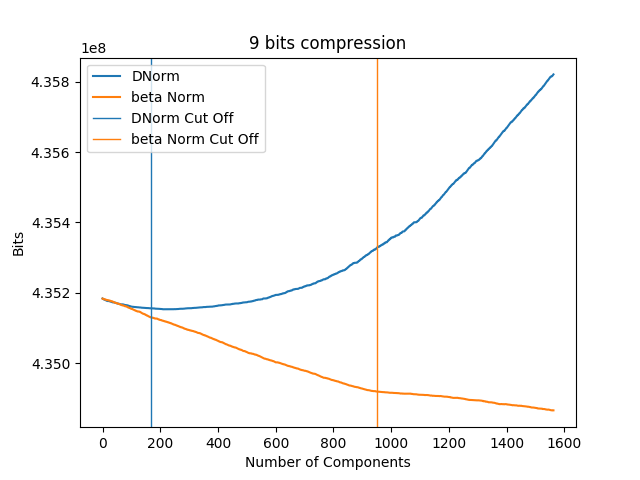 9 bits compression
1e8
DNorm
beta Norm
DNorm Cut Off
beta Norm Cut Off
4.358
4.356
4.354
4.352
4.350
Bits
0 200 400 600 800 1000 1200 1400 1600
Number of Components